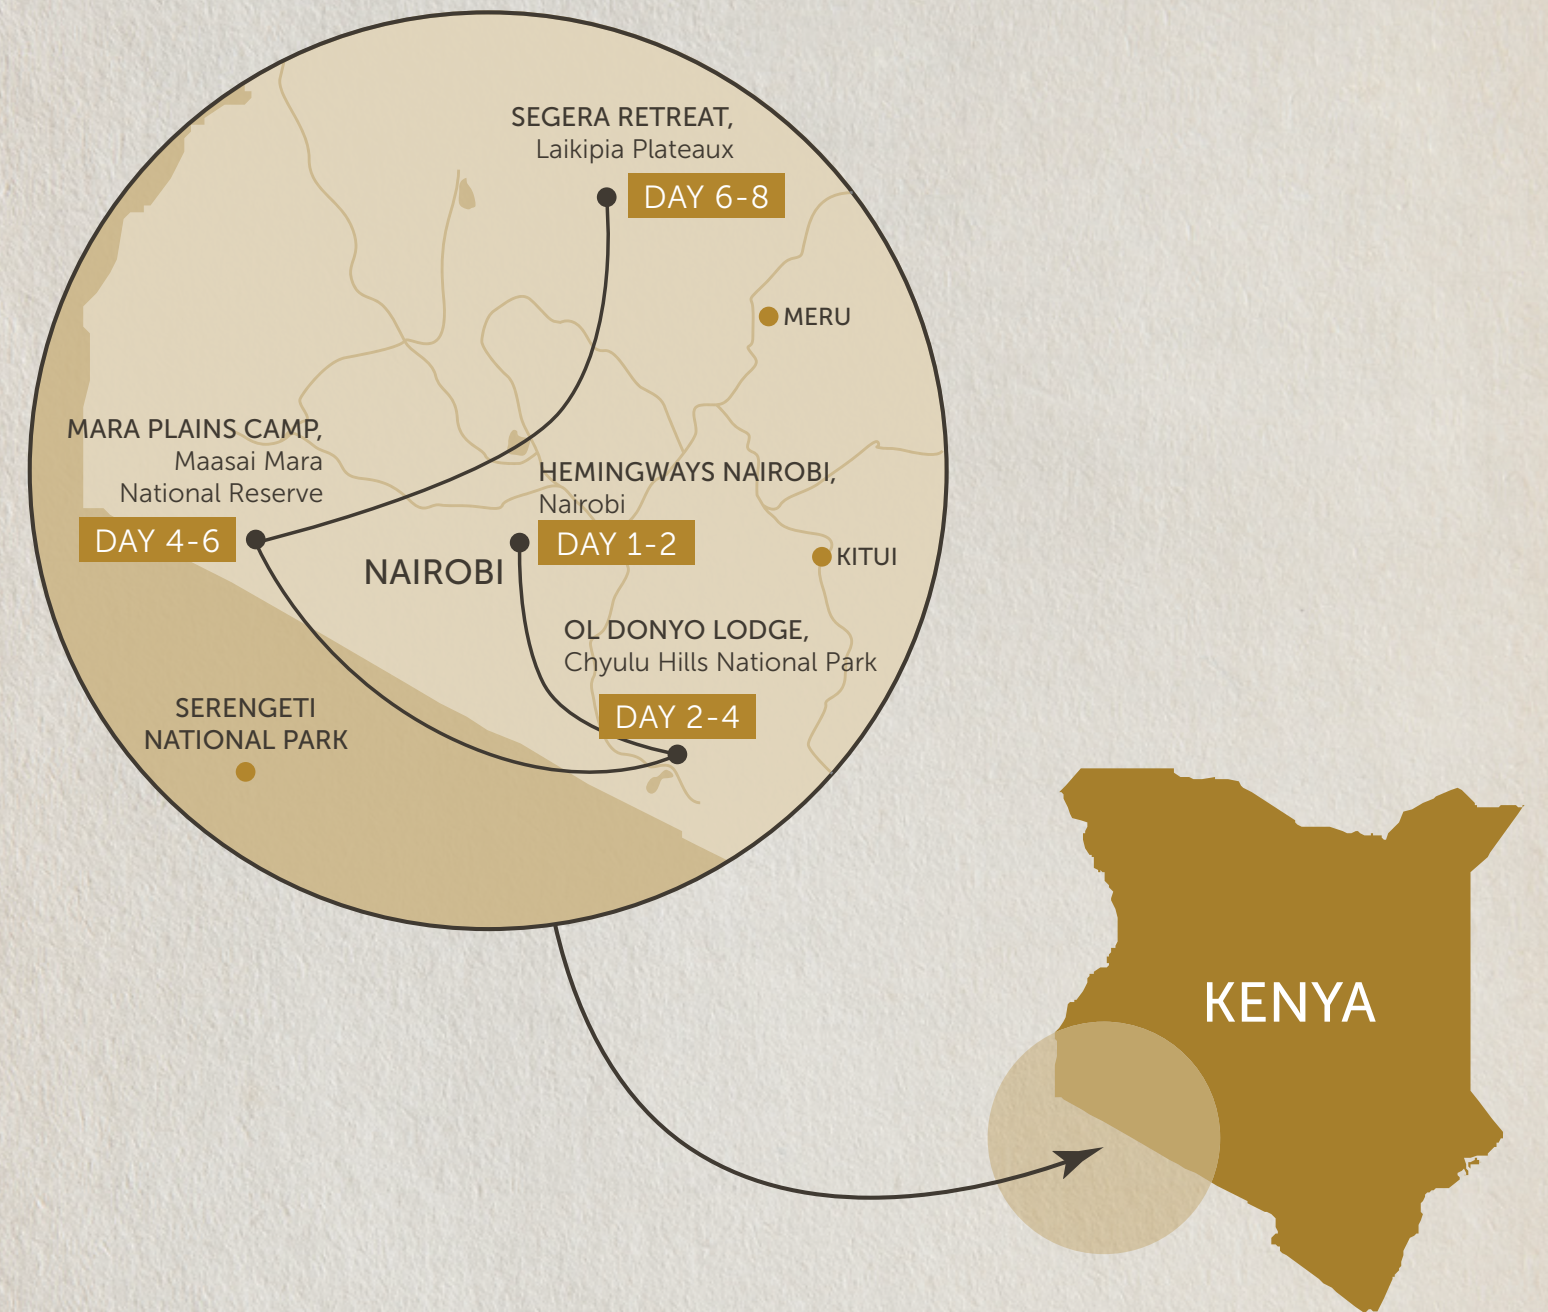 SEGERA RETREAT,
Laikipia Plateaux
DAY 6-8
MERU
MARA PLAINS CAMP,
Maasai Mara
National Reserve
DAY 4-6
HEMINGWAYS NAIROBI,
Nairobi
DAY 1-2
NAIROBI
KITUI
OL DONYO LODGE,
Chyulu Hills National Park
DAY 2-4
SERENGETI
NATIONAL PARK
KENYA